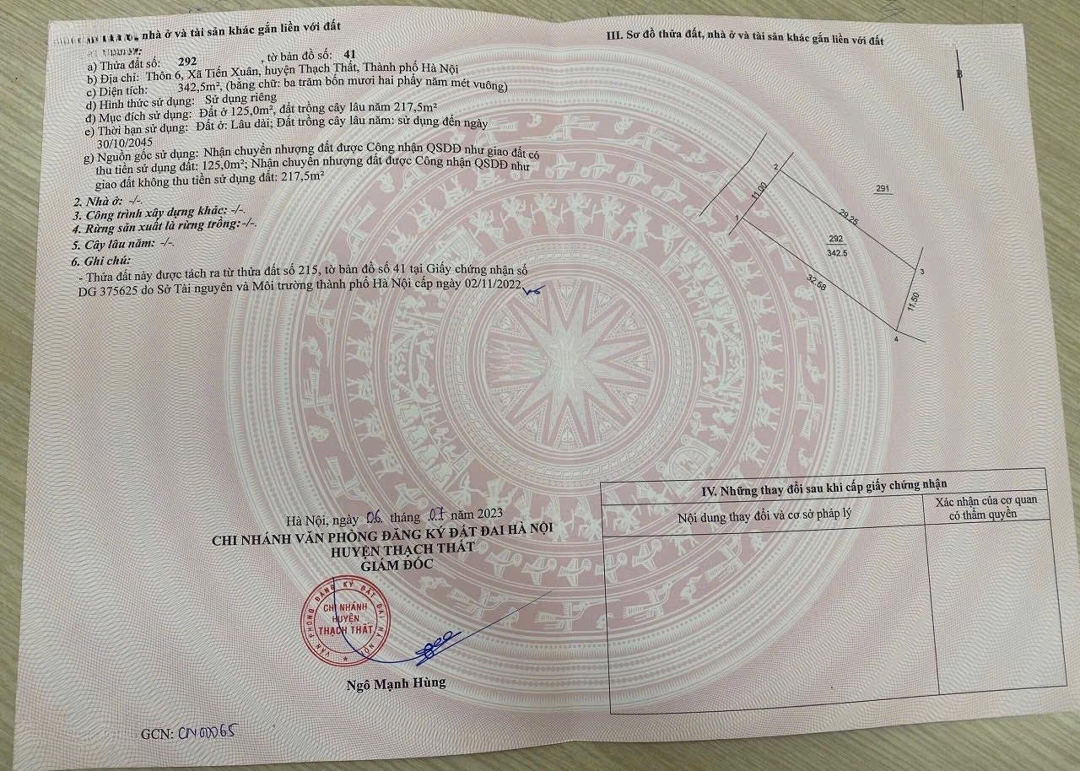 nhà ở và tài sản khác gắn liền với đất
a) Thửa đất số: 292 , tờ bản đồ số: 41
b) Địa chỉ: Thôn 6, Xã Tiến Xuân, huyện Thạch Thất, Thành phố Hà Nội
c) Diện tích: 342,5m², (bằng chữ: ba trăm bốn mươi hai phẩy năm mét vuông)
d) Hình thức sử dụng: Sử dụng riêng
đ) Mục đích sử dụng: Đất ở 125,0m², đất trồng cây lâu năm 217,5m²
e) Thời hạn sử dụng: Đất ở: Lâu dài; Đất trồng cây lâu năm: sử dụng đến ngày
30/10/2045
g) Nguồn gốc sử dụng: Nhận chuyển nhượng đất được Công nhận QSDĐ như giao đất có
thu tiền sử dụng đất: 125,0m²; Nhận chuyển nhượng đất được Công nhận QSDĐ như
giao đất không thu tiền sử dụng đất: 217,5m²
2. Nhà ở: -/-.
3. Công trình xây dựng khác: -/-.
4. Rừng sản xuất là rừng trồng:-/-.
5. Cây lâu năm: -/-.
6. Ghi chú:
- Thửa đất này được tách ra từ thửa đất số 215, tờ bản đồ số 41 tại Giấy chứng nhận số
DG 375625 do Sở Tài nguyên và Môi trường thành phố Hà Nội cấp ngày 02/11/2022
Hà Nội, ngày 06 tháng 07 năm 2023
CHI NHÁNH VĂN PHÒNG ĐĂNG KÝ ĐẤT ĐAI HÀ NỘI
HUYỆN THẠCH THẤT
GIÁM ĐỐC
VĂN PHÒNG ĐĂNG KÝ ĐẤT ĐAI HÀ NỘI
CHI NHÁNH
HUYỆN
THẠCH THẤT
Ngô Mạnh Hùng
GCN: CN00065
III. Sơ đồ thửa đất, nhà ở và tài sản khác gắn liền với đất
B
2
11.00
291
1
29.25
292
342.5
3
32.68
11.50
4
IV. Những thay đổi sau khi cấp giấy chứng nhận
Nội dung thay đổi và cơ sở pháp lý
Xác nhận của cơ quan
có thẩm quyền